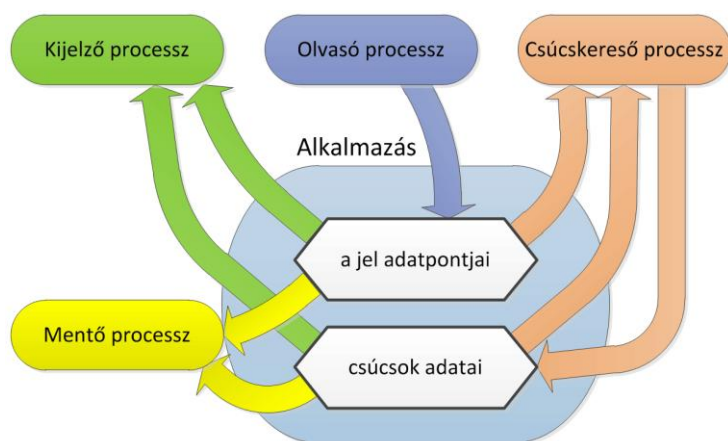 Kijelző processz
Olvasó processz
Csúcskereső processz
Alkalmazás
a jel adatpontjai
Mentő processz
csúcsok adatai